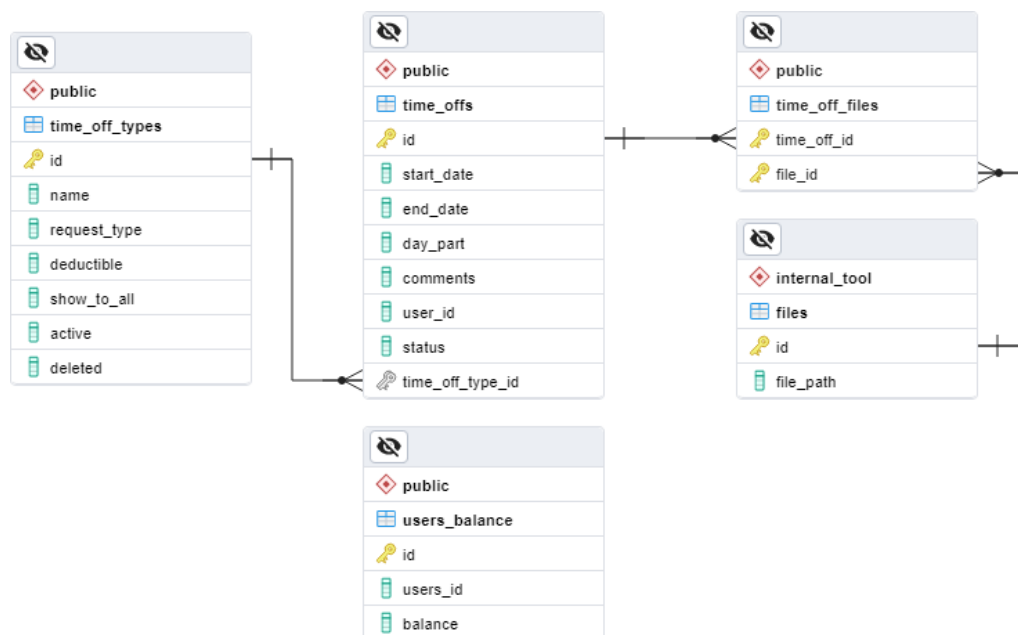 public
time_off_types
id
name
request_type
deductible
show_to_all
active
deleted
public
time_offs
id
start_date
end_date
day_part
comments
user_id
status
time_off_type_id
public
users_balance
id
users_id
balance
public
time_off_files
time_off_id
file_id
internal_tool
files
id
file_path